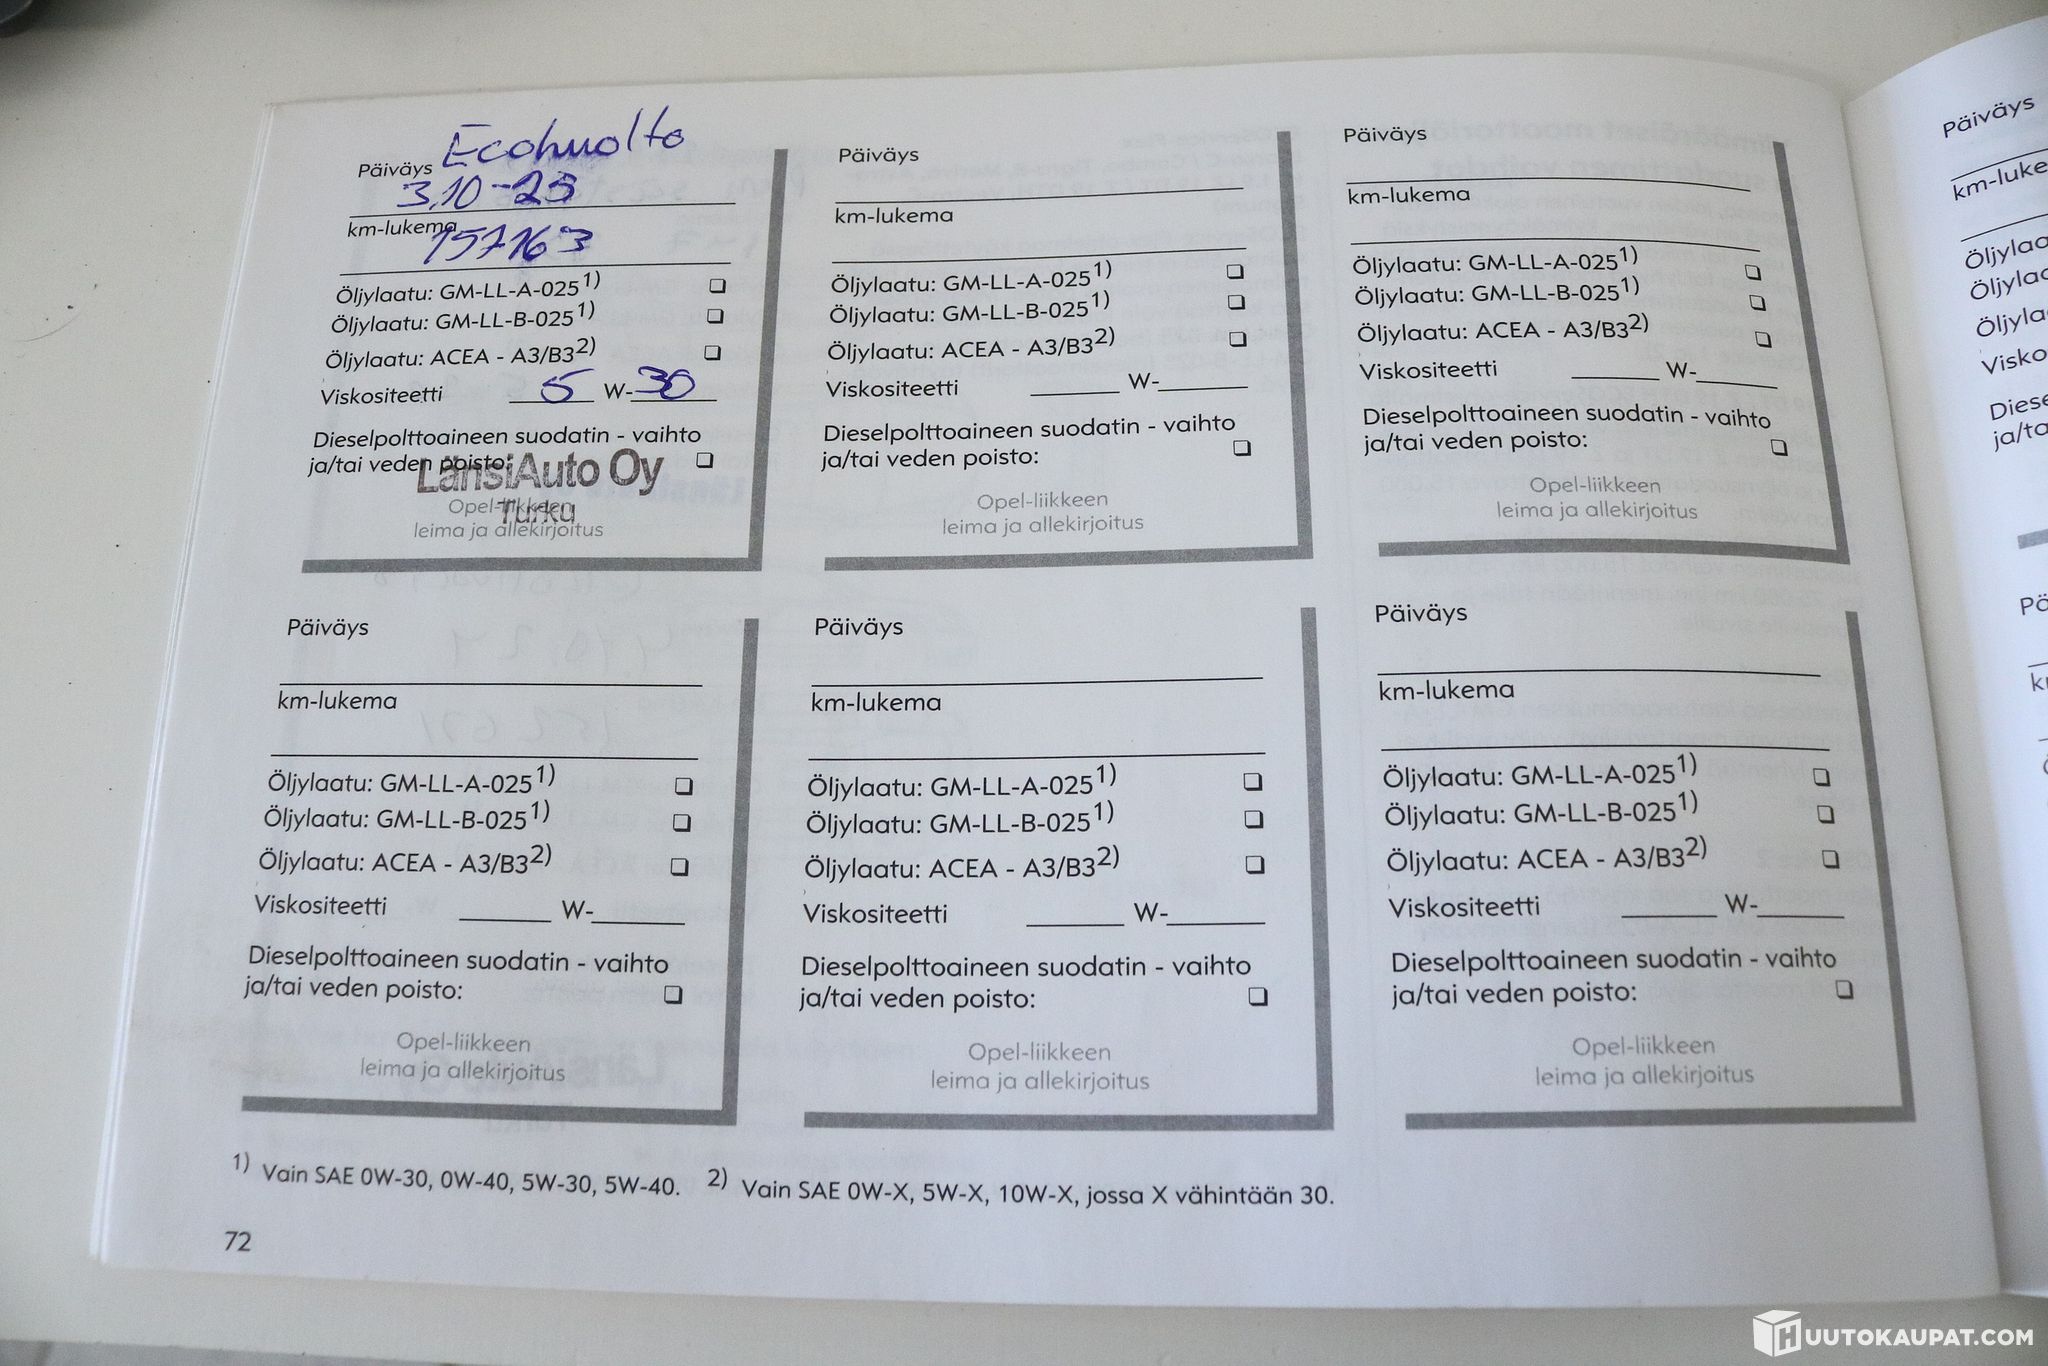 Ecohuolto
Päiväys
3.10-25
km-lukema
157163
Öljylaatu: GM-LL-A-025 1)
Öljylaatu: GM-LL-B-025 1)
Öljylaatu: ACEA - A3/B3 2)
Viskositeetti 5 W-30
Dieselpolttoaineen suodatin - vaihto
ja/tai veden poisto:
LänsiAuto Oy
Turku
Opel-liikkeen
leima ja allekirjoitus
Päiväys
km-lukema
Öljylaatu: GM-LL-A-025 1)
Öljylaatu: GM-LL-B-025 1)
Öljylaatu: ACEA - A3/B3 2)
Viskositeetti ____ W-____
Dieselpolttoaineen suodatin - vaihto
ja/tai veden poisto:
Opel-liikkeen
leima ja allekirjoitus
Päiväys
km-lukema
Öljylaatu: GM-LL-A-025 1)
Öljylaatu: GM-LL-B-025 1)
Öljylaatu: ACEA - A3/B3 2)
Viskositeetti ____ W-____
Dieselpolttoaineen suodatin - vaihto
ja/tai veden poisto:
Opel-liikkeen
leima ja allekirjoitus
Päiväys
km-lukema
Öljylaatu: GM-LL-A-025 1)
Öljylaatu: GM-LL-B-025 1)
Öljylaatu: ACEA - A3/B3 2)
Viskositeetti ____ W-____
Dieselpolttoaineen suodatin - vaihto
ja/tai veden poisto:
Opel-liikkeen
leima ja allekirjoitus
Päiväys
km-lukema
Öljylaatu: GM-LL-A-025 1)
Öljylaatu: GM-LL-B-025 1)
Öljylaatu: ACEA - A3/B3 2)
Viskositeetti ____ W-____
Dieselpolttoaineen suodatin - vaihto
ja/tai veden poisto:
Opel-liikkeen
leima ja allekirjoitus
Päiväys
km-lukema
Öljylaatu: GM-LL-A-025 1)
Öljylaatu: GM-LL-B-025 1)
Öljylaatu: ACEA - A3/B3 2)
Viskositeetti ____ W-____
Dieselpolttoaineen suodatin - vaihto
ja/tai veden poisto:
Opel-liikkeen
leima ja allekirjoitus
1) Vain SAE 0W-30, 0W-40, 5W-30, 5W-40. 2) Vain SAE 0W-X, 5W-X, 10W-X, jossa X vähintään 30.
72
Päiväys
HUUTOKAUPAT.COM